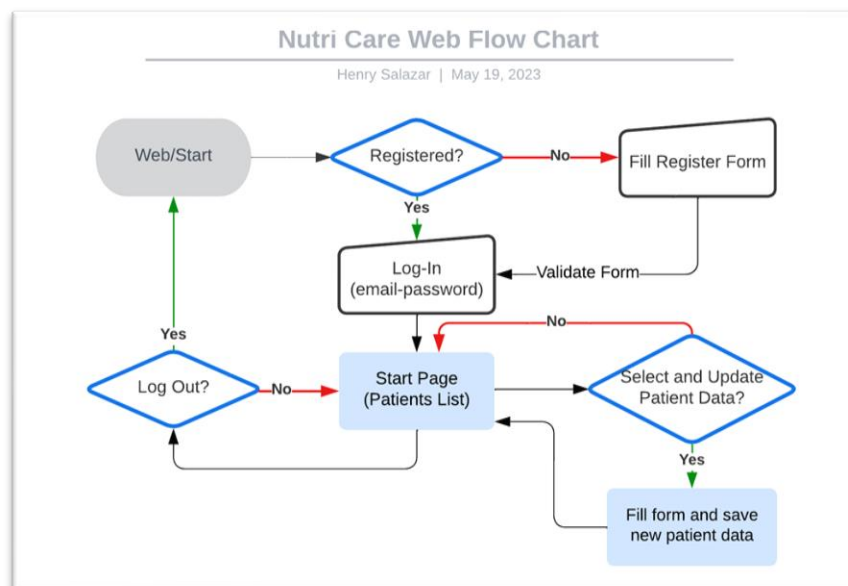 Nutri Care Web Flow Chart
Henry Salazar | May 19, 2023
Web/Start
Registered?
No
Fill Register Form
Yes
Log-In
(email-password)
Validate Form
No
Yes
Log Out?
No
Start Page
(Patients List)
Select and Update
Patient Data?
Yes
Fill form and save
new patient data